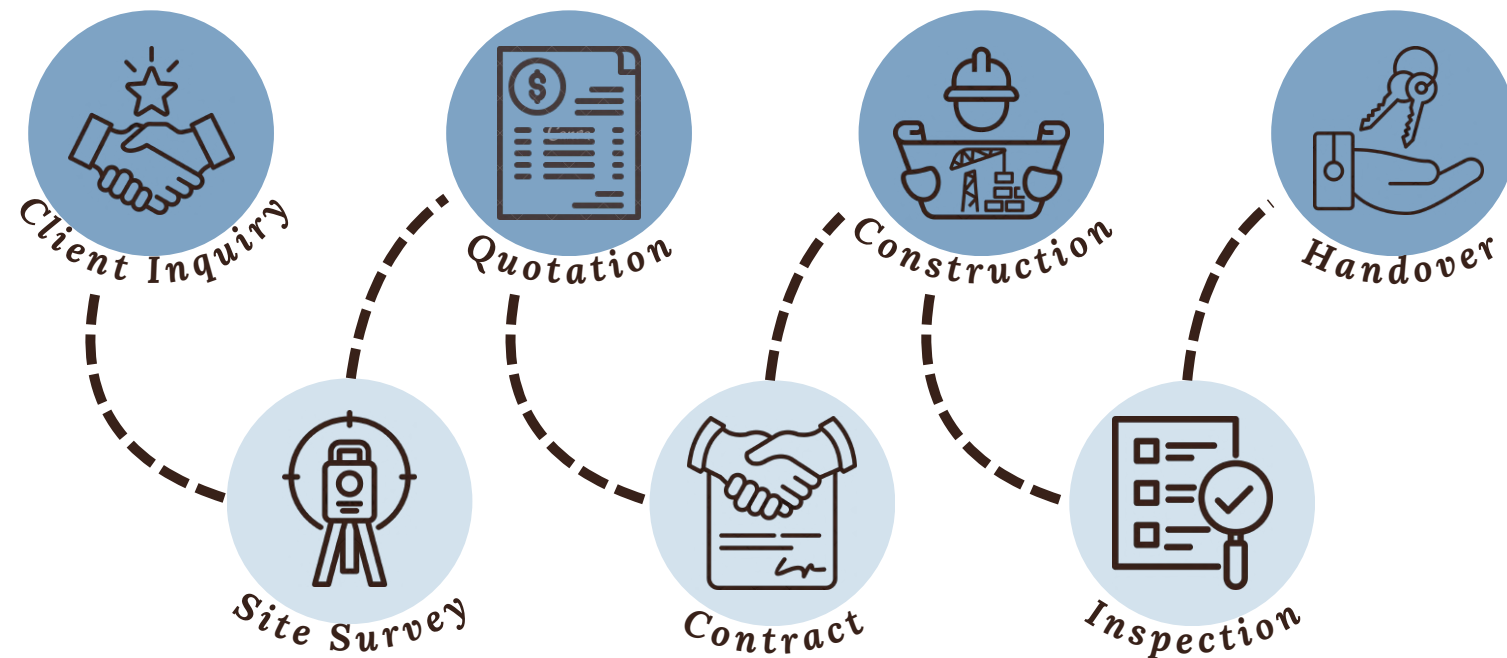 Client Inquiry
Site Survey
Quotation
Contract
Construction
Inspection
Handover
$